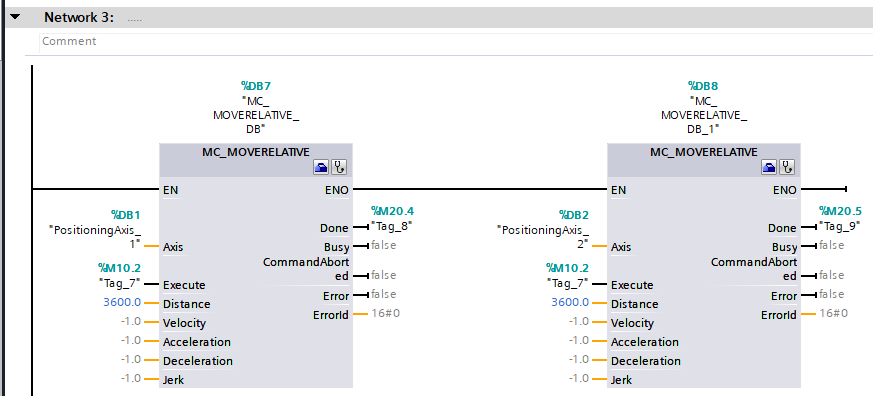 Network 3: .....
Comment
%DB7
"MC_
MOVERELATIVE_
DB"
MC_MOVERELATIVE
EN
ENO
%DB1
"PositioningAxis_
1"
Axis
%M10.2
"Tag_7"
Execute
3600.0
Distance
-1.0
Velocity
-1.0
Acceleration
-1.0
Deceleration
-1.0
Jerk
Done
%M20.4
"Tag_8"
Busy
false
CommandAbort
ed
false
Error
false
ErrorId
16#0
%DB8
"MC_
MOVERELATIVE_
DB_1"
MC_MOVERELATIVE
EN
ENO
%DB2
"PositioningAxis_
2"
Axis
%M10.2
"Tag_7"
Execute
3600.0
Distance
-1.0
Velocity
-1.0
Acceleration
-1.0
Deceleration
-1.0
Jerk
Done
%M20.5
"Tag_9"
Busy
false
CommandAbort
ed
false
Error
false
ErrorId
16#0